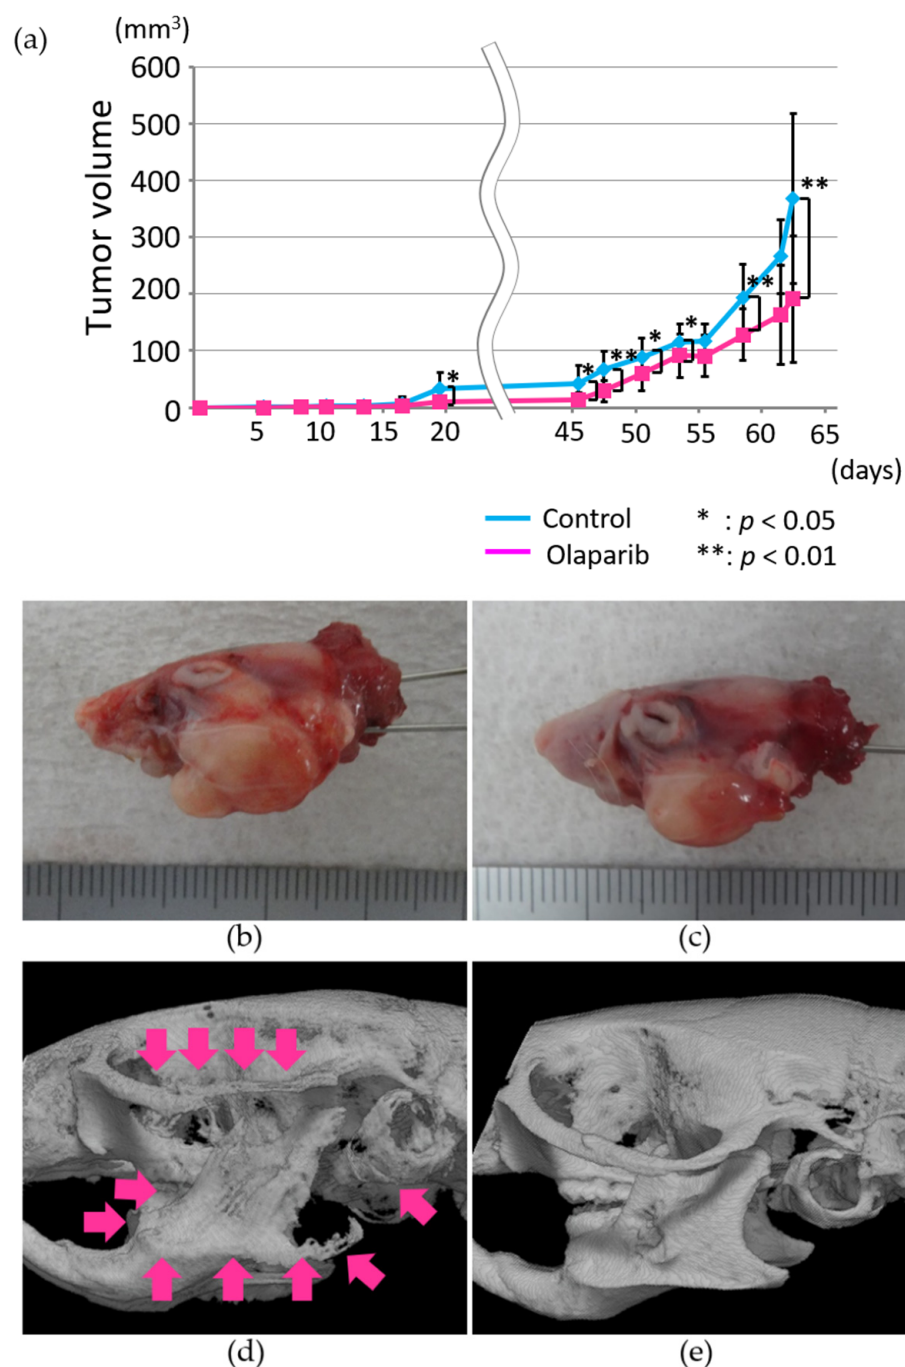 (a)
(mm³)
Tumor volume
600
500
400
300
200
100
0
*
*
**
*
*
**
**
5 10 15 20 45 50 55 60 65
(days)
Control * : p < 0.05
Olaparib **: p < 0.01
(b) (c)
(d) (e)